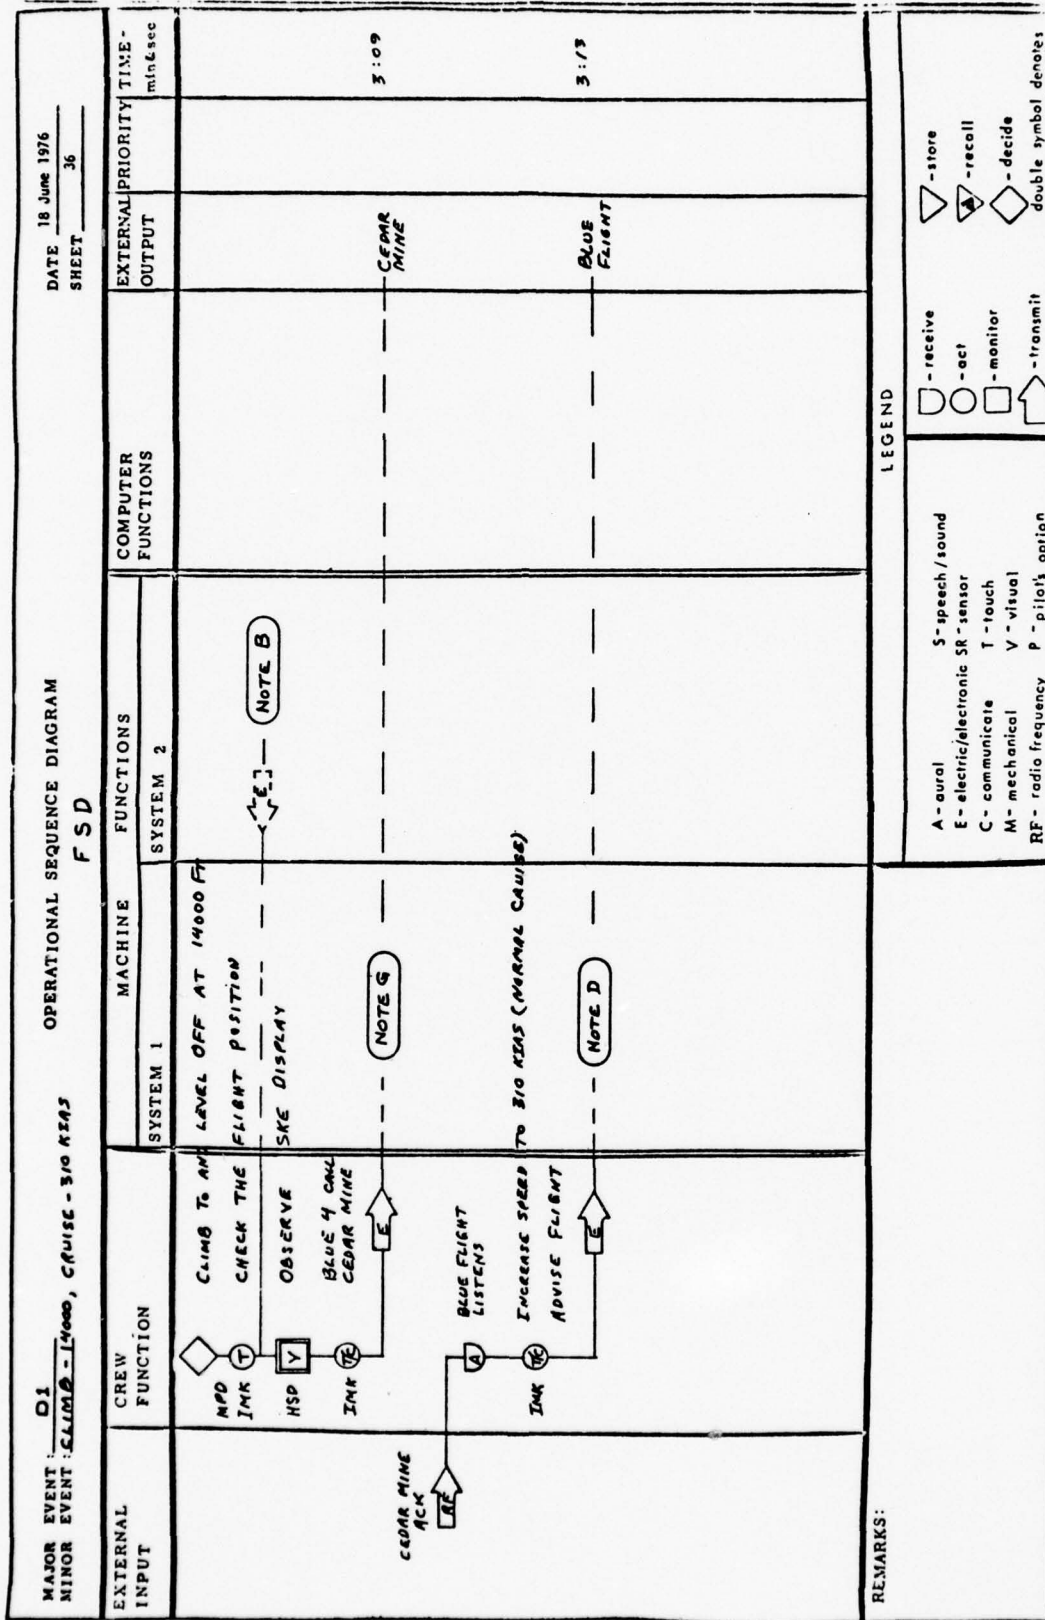 MAJOR EVENT: D1
MINOR EVENT: CLIMB - 14000, CRUISE - 310 KIAS
OPERATIONAL SEQUENCE DIAGRAM
FSD
DATE 18 June 1976
SHEET 36
EXTERNAL INPUT
CREW FUNCTION
MACHINE FUNCTIONS
SYSTEM 1
SYSTEM 2
COMPUTER FUNCTIONS
EXTERNAL OUTPUT
PRIORITY
TIME-
min&sec
CLIMB TO AND LEVEL OFF AT 14000 FT
MPD
IMK
T
CHECK THE FLIGHT POSITION
E
NOTE B
HSD
V
OBSERVE SKE DISPLAY
IMK
T/C
BLUE 4 CALL
CEDAR MINE
E
NOTE G
CEDAR
MINE
3:09
CEDAR MINE
ACK
RF
A
BLUE FLIGHT
LISTENS
INCREASE SPEED TO 310 KIAS (NORMAL CRUISE)
IMK
T/C
ADVISE FLIGHT
E
NOTE D
BLUE
FLIGHT
3:13
REMARKS:
LEGEND
A - aural S - speech / sound
E - electric/electronic SR - sensor
C - communicate T - touch
M - mechanical V - visual
RF - radio frequency P - pilot's option
- receive - store
- act - recall
- monitor - decide
- transmit double symbol denotes